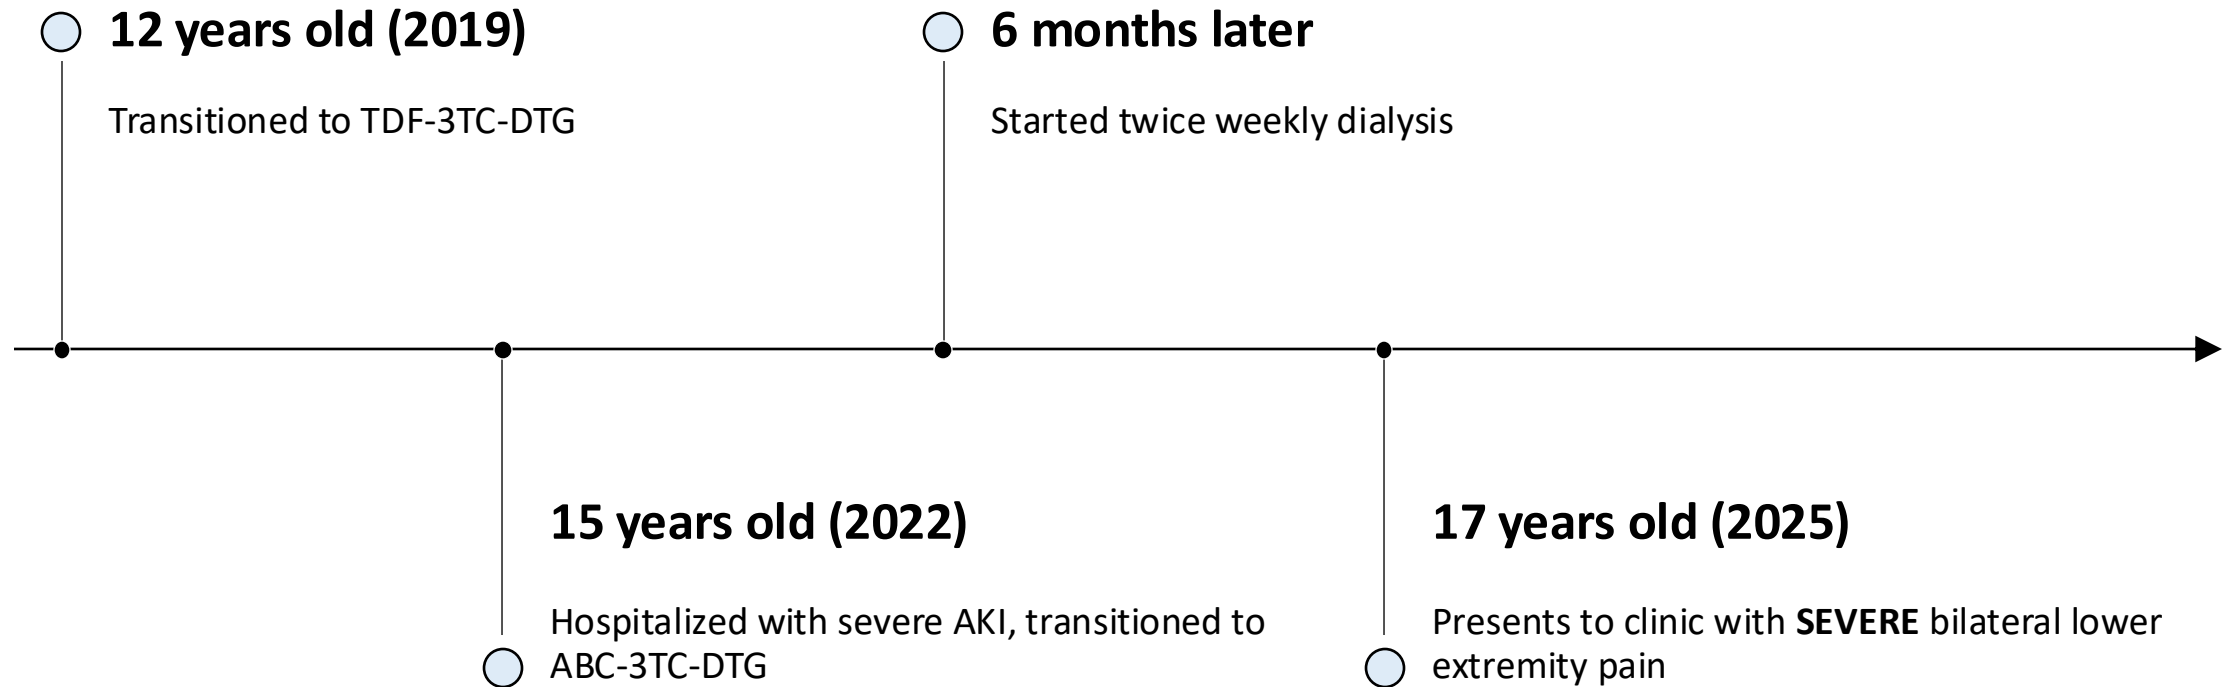 12 years old (2019)
Transitioned to TDF-3TC-DTG
6 months later
Started twice weekly dialysis
15 years old (2022)
Hospitalized with severe AKI, transitioned to
ABC-3TC-DTG
17 years old (2025)
Presents to clinic with SEVERE bilateral lower
extremity pain